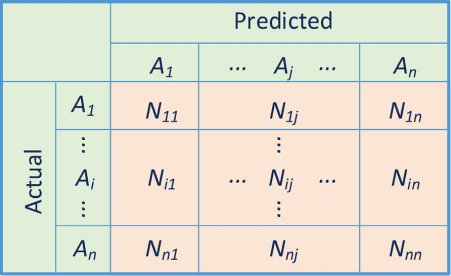 Predicted
A1 ... Aj ... An
Actual
A1 N11 N1j N1n
⋮ ⋮
Ai Ni1 ... Nij ... Nin
⋮ ⋮
An Nn1 Nnj Nnn